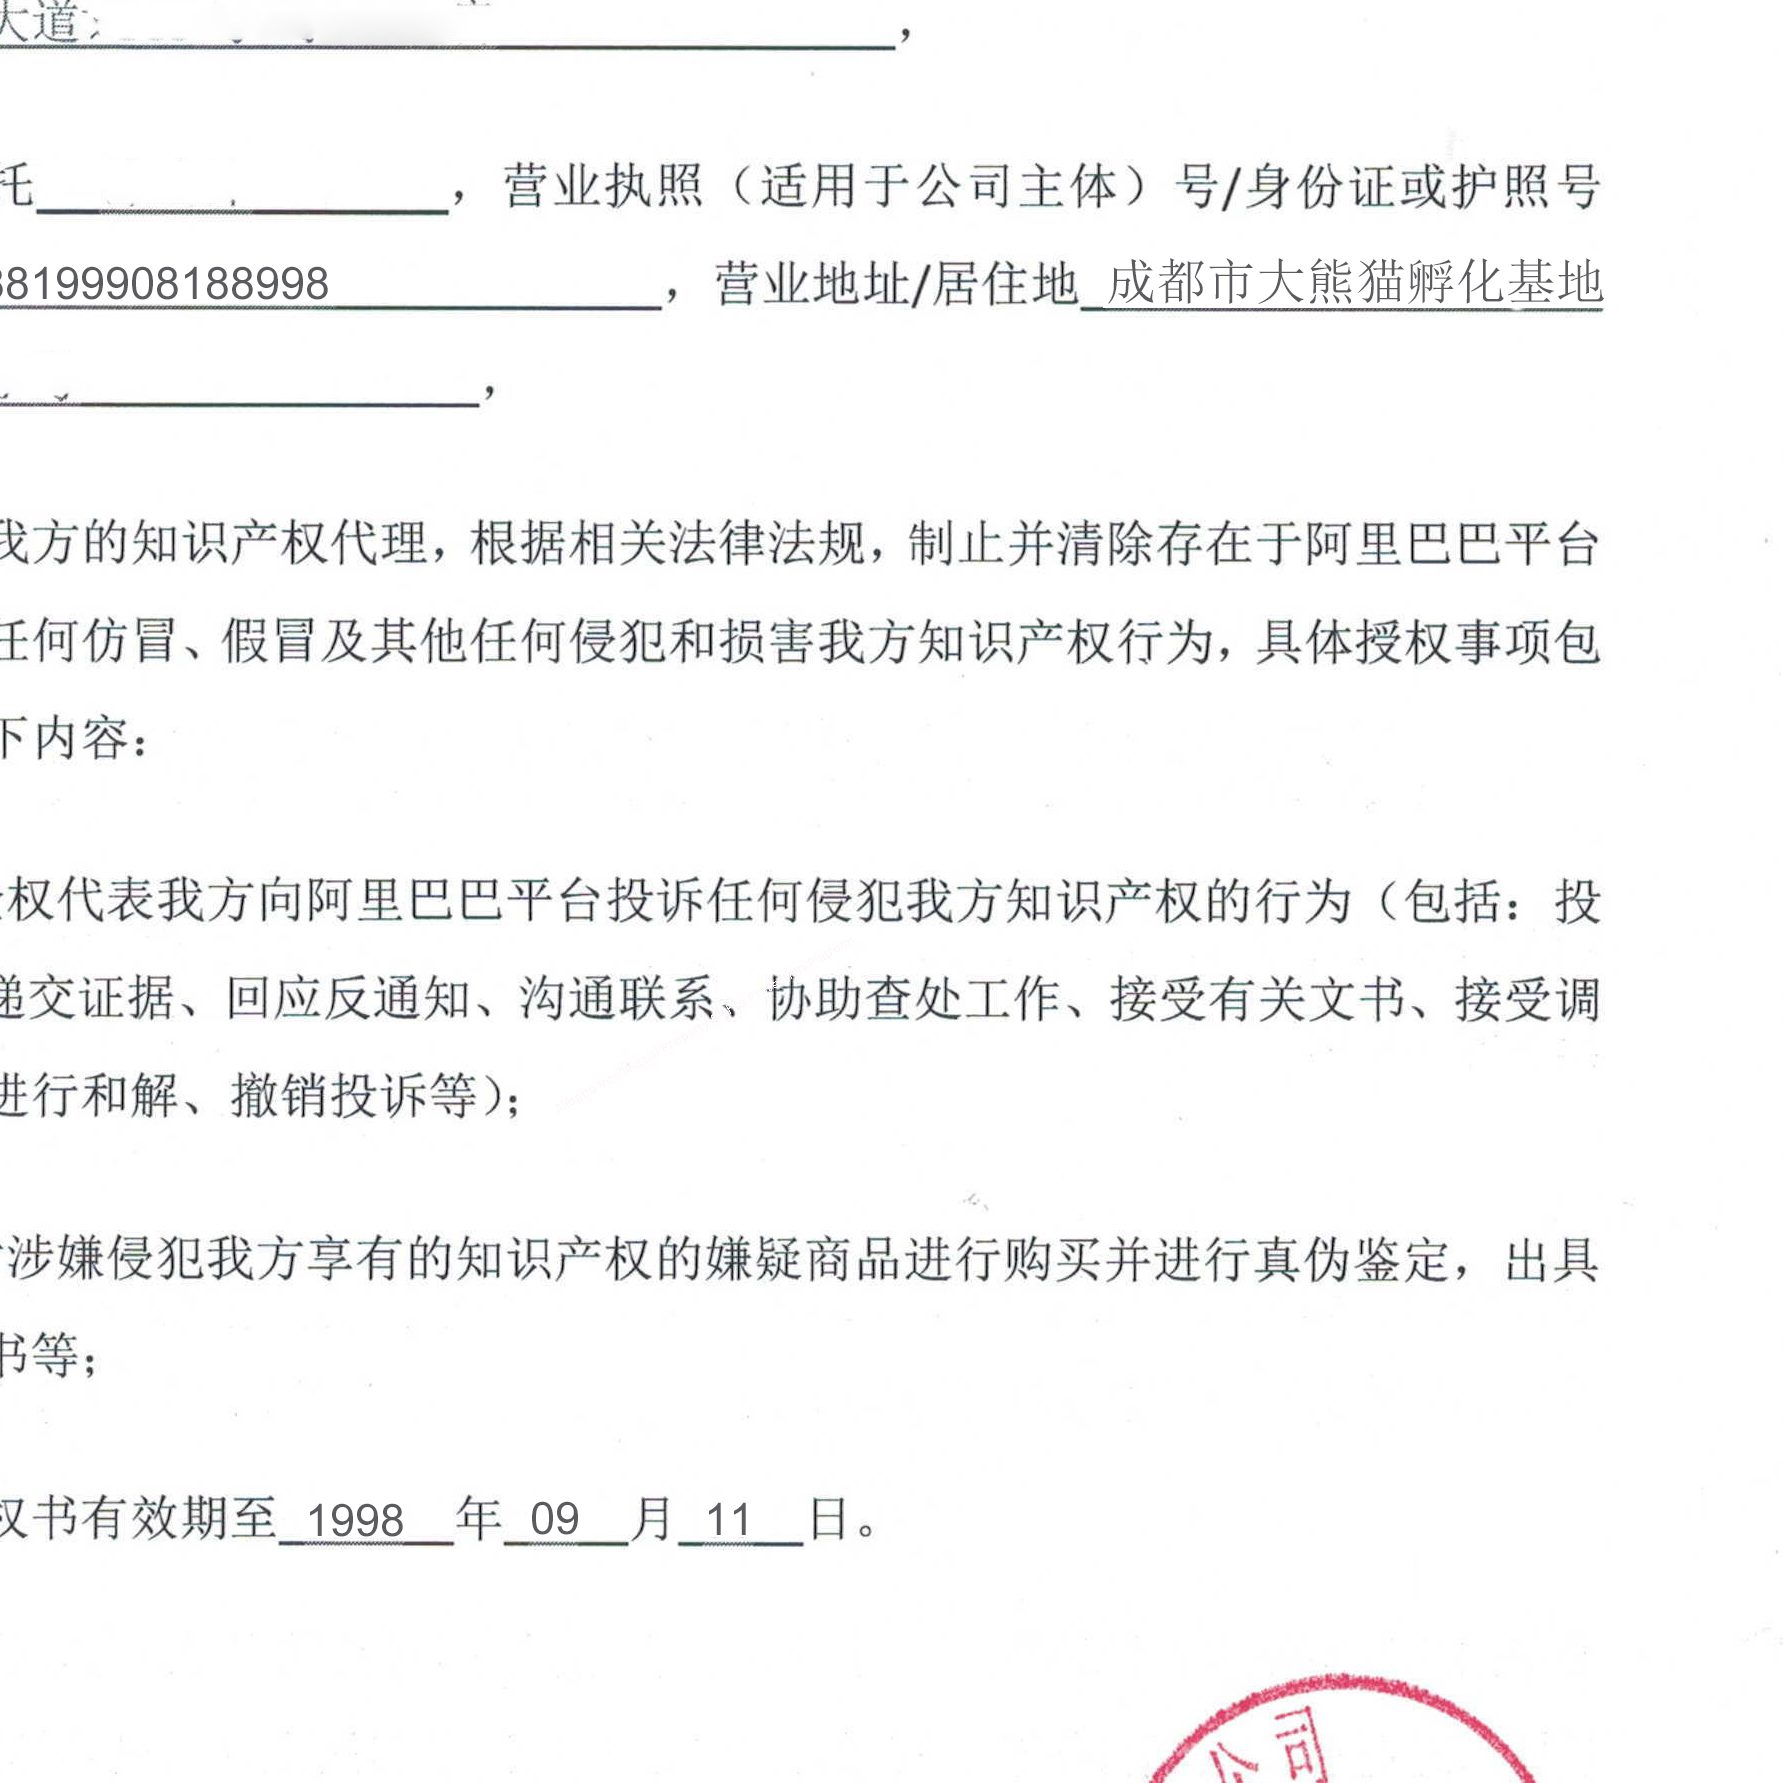 大道
,
托 ，营业执照（适用于公司主体）号/身份证或护照号
88199908188998 ，营业地址/居住地 成都市大熊猫孵化基地
，
我方的知识产权代理，根据相关法律法规，制止并清除存在于阿里巴巴平台
任何仿冒、假冒及其他任何侵犯和损害我方知识产权行为，具体授权事项包
下内容：
权代表我方向阿里巴巴平台投诉任何侵犯我方知识产权的行为（包括：投
递交证据、回应反通知、沟通联系、协助查处工作、接受有关文书、接受调
进行和解、撤销投诉等）；
涉嫌侵犯我方享有的知识产权的嫌疑商品进行购买并进行真伪鉴定，出具
书等；
权书有效期至 1998 年 09 月 11 日。
公司